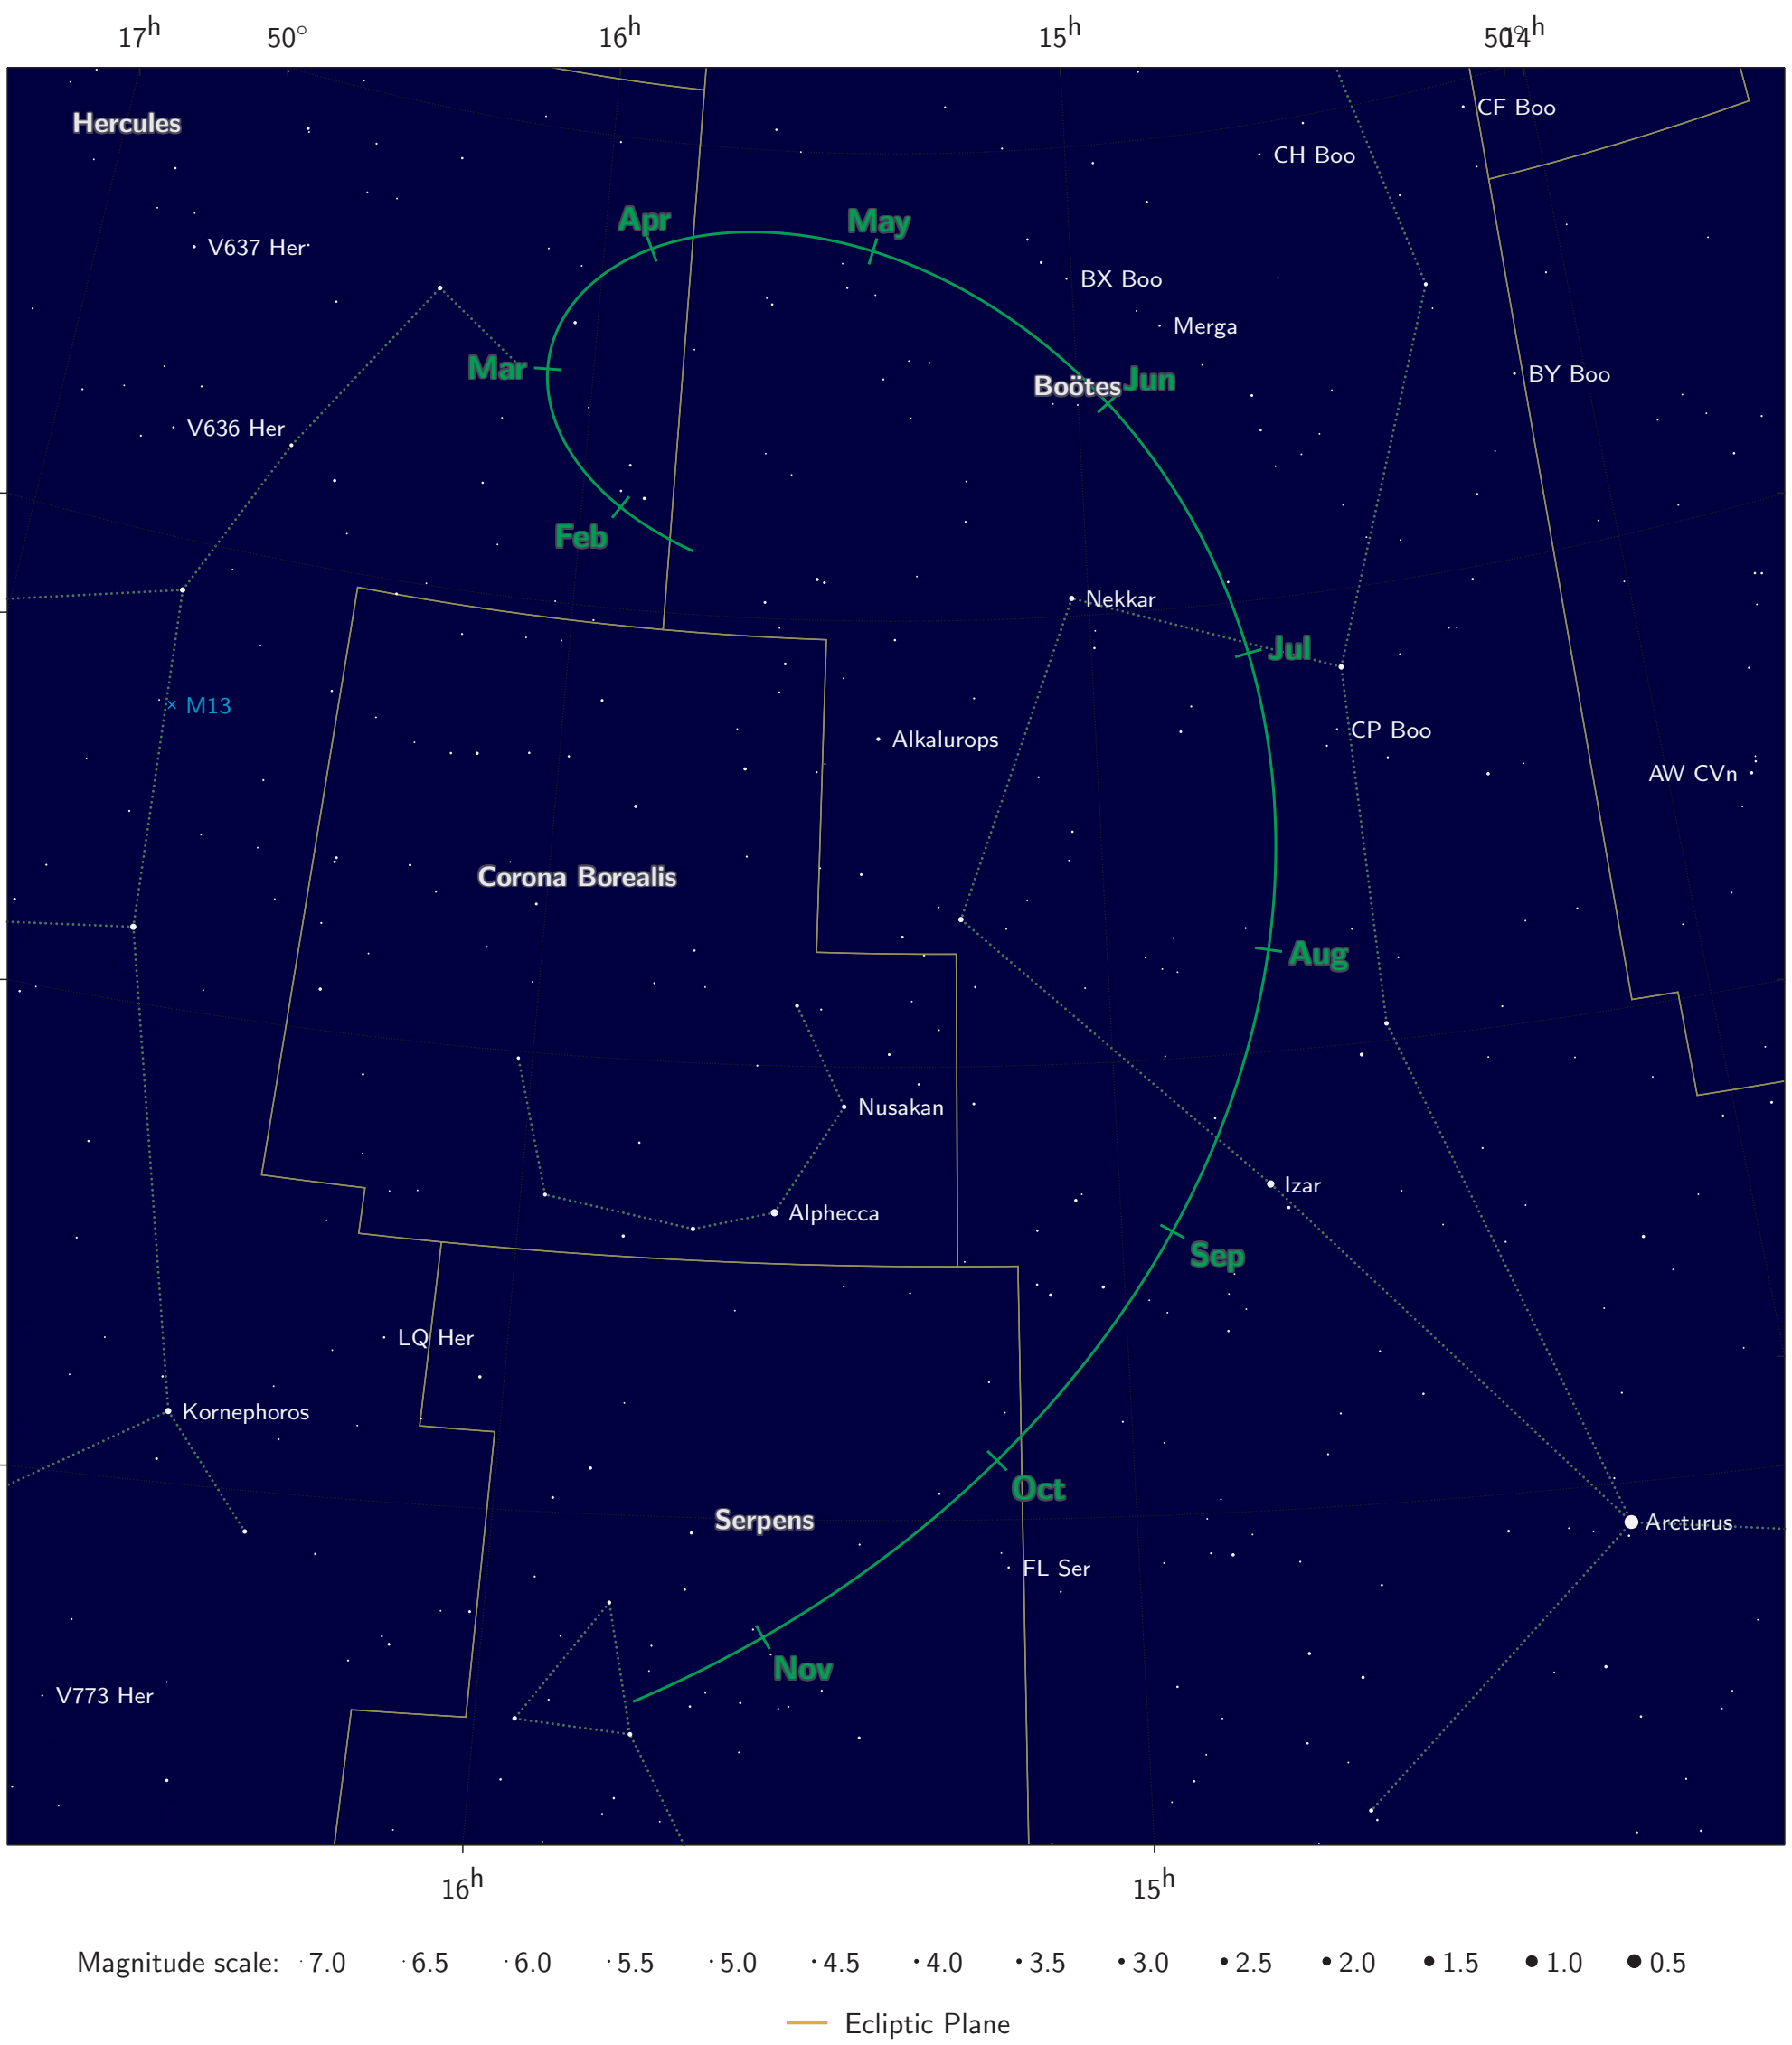 17h 50° 16h 15h 50° 14h
Hercules
CF Boo
CH Boo
Apr May
V637 Her
BX Boo
Merga
Mar
Boötes Jun
BY Boo
V636 Her
Feb
Nekkar
Jul
M13
CP Boo
Alkalurops
AW CVn
Corona Borealis
Aug
Nusakan
Izar
Alphecca
Sep
LQ Her
Kornephoros
Oct
Serpens
Arcturus
FL Ser
Nov
V773 Her
16h 15h
Magnitude scale: 7.0 6.5 6.0 5.5 5.0 4.5 4.0 3.5 3.0 2.5 2.0 1.5 1.0 0.5
Ecliptic Plane